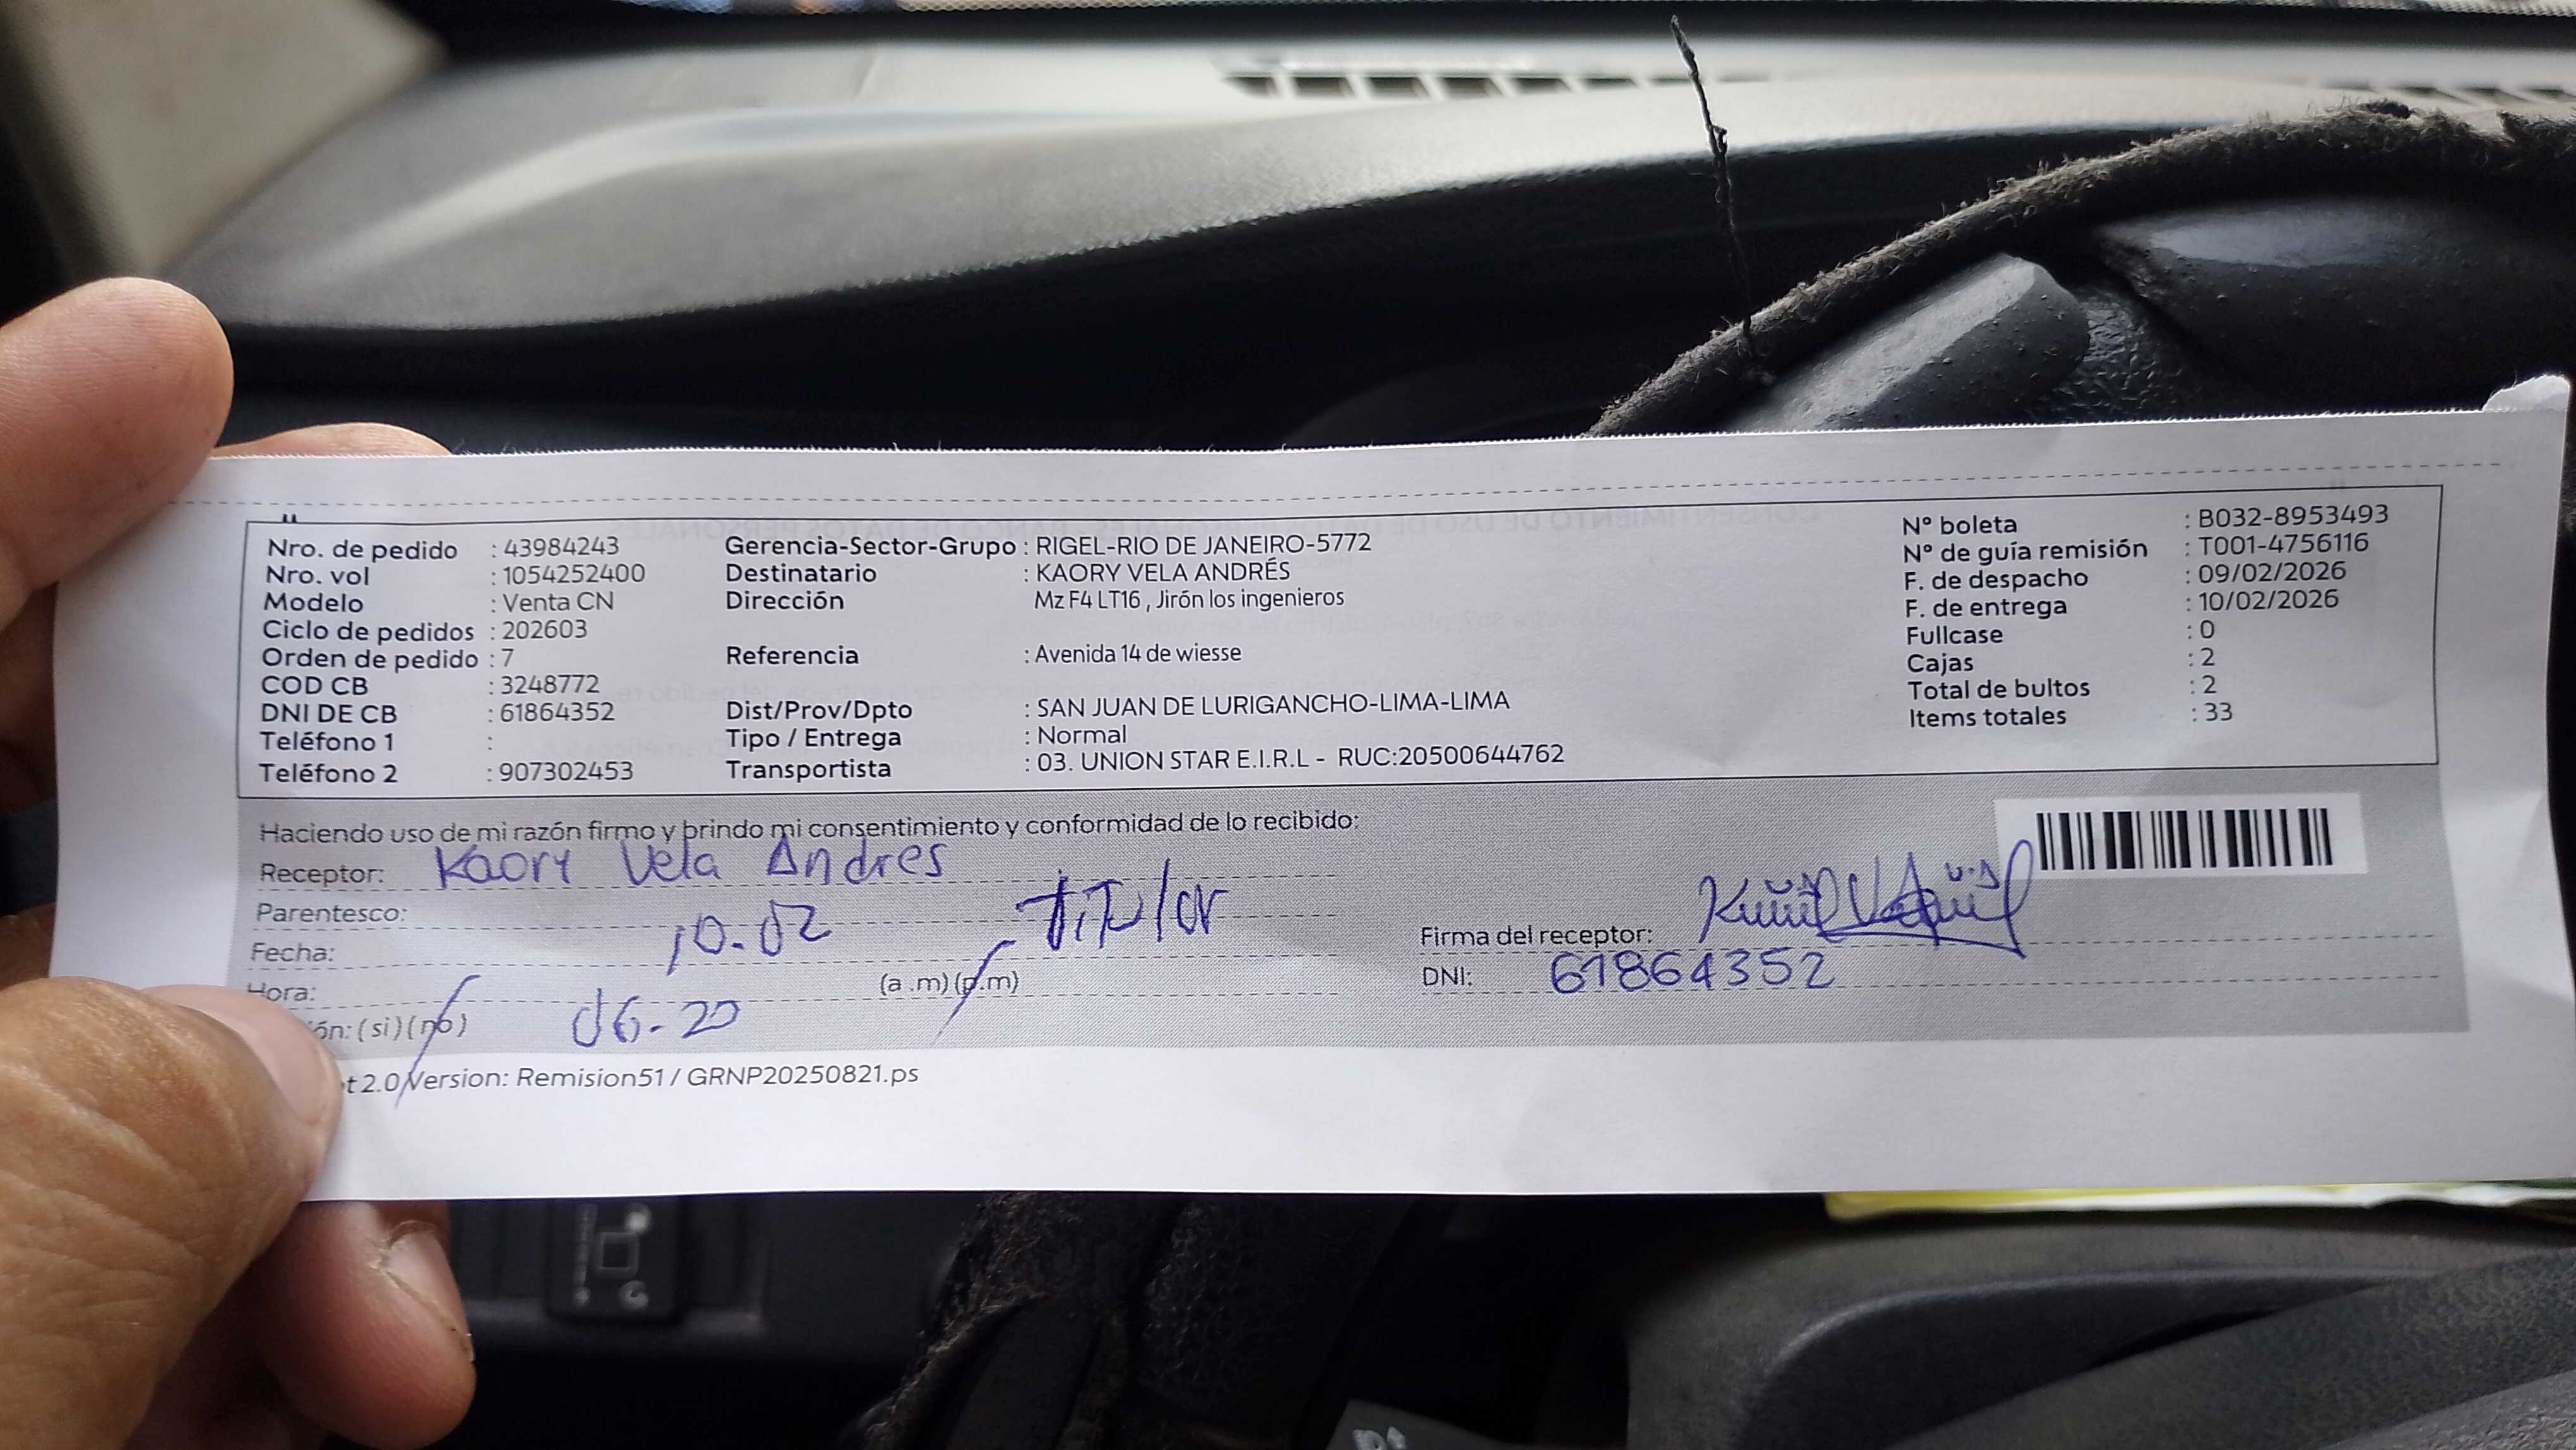 Nro. de pedido : 43984243
Nro. vol : 1054252400
Modelo : Venta CN
Ciclo de pedidos : 202603
Orden de pedido : 7
COD CB : 3248772
DNI DE CB : 61864352
Teléfono 1 :
Teléfono 2 : 907302453
Gerencia-Sector-Grupo : RIGEL-RIO DE JANEIRO-5772
Destinatario : KAORY VELA ANDRÉS
Dirección Mz F4 LT16 , Jirón los ingenieros
Referencia : Avenida 14 de wiesse
Dist/Prov/Dpto : SAN JUAN DE LURIGANCHO-LIMA-LIMA
Tipo / Entrega : Normal
Transportista : 03. UNION STAR E.I.R.L - RUC:20500644762
N° boleta : B032-8953493
N° de guía remisión : T001-4756116
F. de despacho : 09/02/2026
F. de entrega : 10/02/2026
Fullcase : 0
Cajas : 2
Total de bultos : 2
Items totales : 33
Haciendo uso de mi razón firmo y brindo mi consentimiento y conformidad de lo recibido:
Receptor: Kaory Vela Andres
Parentesco: Titular
Fecha: 10.02
Hora: 06-20 (a .m) (p.m)
ón: ( si ) ( no )
Firma del receptor:
DNI: 61864352
t 2.0/Version: Remision51 / GRNP20250821.ps